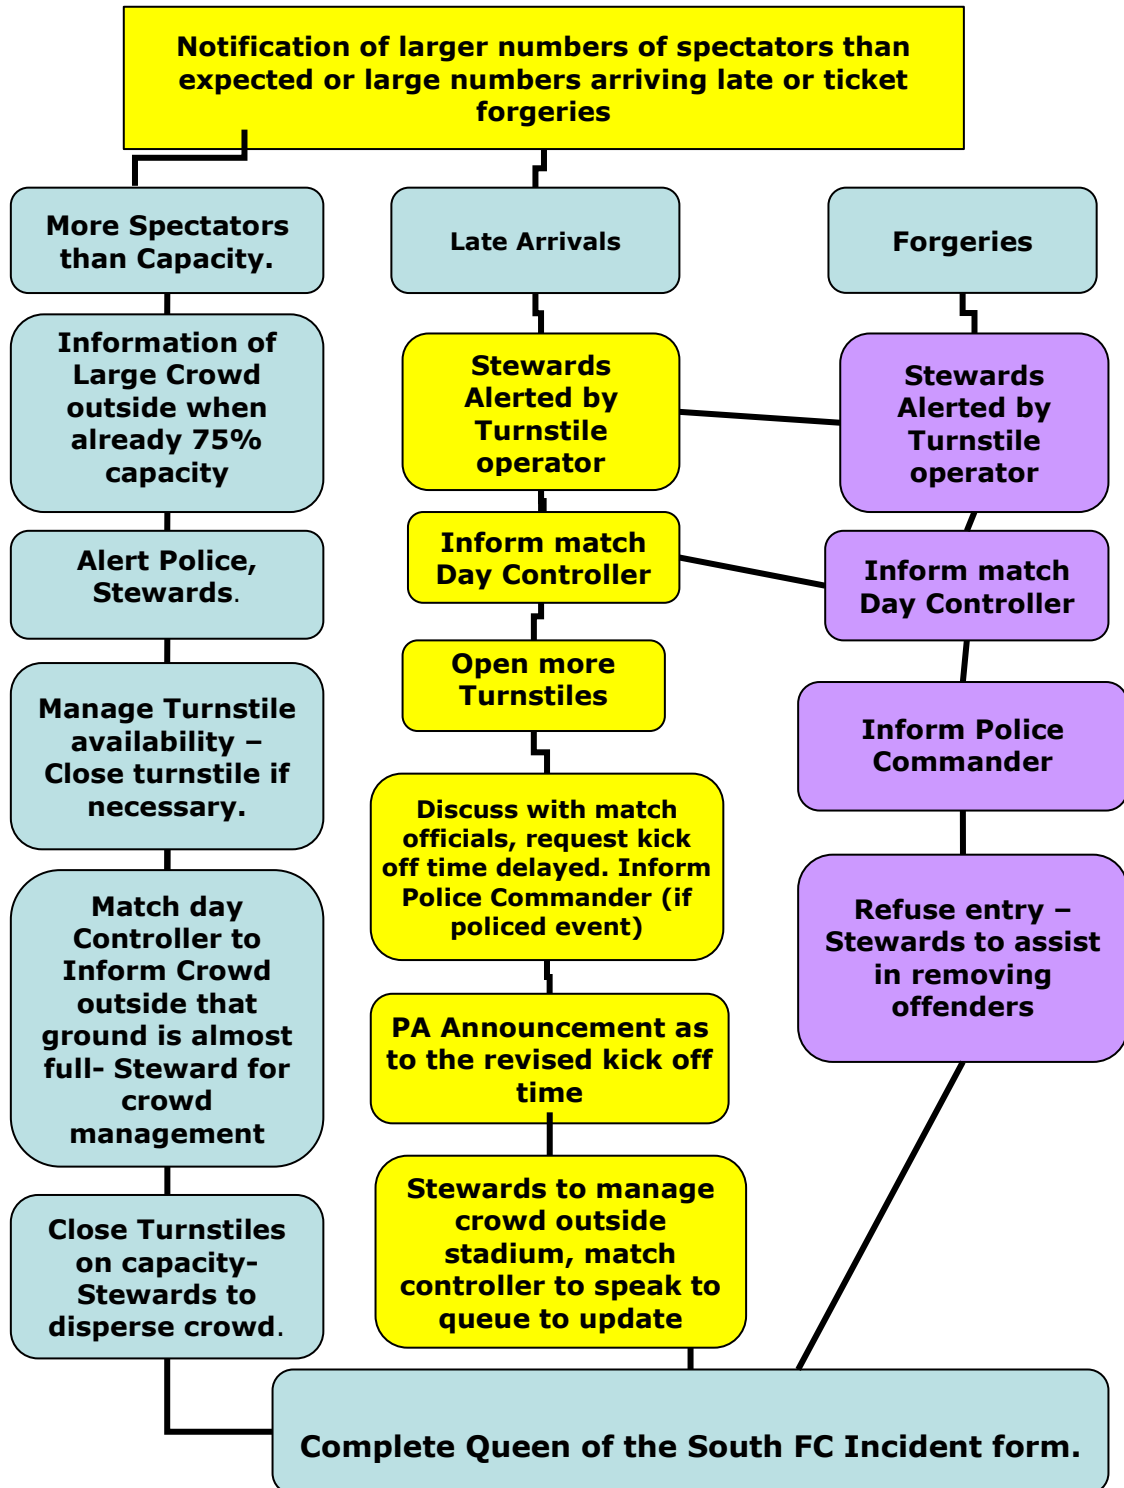 Notification of larger numbers of spectators than
expected or large numbers arriving late or ticket
forgeries
More Spectators
than Capacity.
Information of
Large Crowd
outside when
already 75%
capacity
Alert Police,
Stewards.
Manage Turnstile
availability –
Close turnstile if
necessary.
Match day
Controller to
Inform Crowd
outside that
ground is almost
full- Steward for
crowd
management
Close Turnstiles
on capacity-
Stewards to
disperse crowd.
Late Arrivals
Stewards
Alerted by
Turnstile
operator
Inform match
Day Controller
Open more
Turnstiles
Discuss with match
officials, request kick
off time delayed. Inform
Police Commander (if
policed event)
PA Announcement as
to the revised kick off
time
Stewards to manage
crowd outside
stadium, match
controller to speak to
queue to update
Forgeries
Stewards
Alerted by
Turnstile
operator
Inform match
Day Controller
Inform Police
Commander
Refuse entry –
Stewards to assist
in removing
offenders
Complete Queen of the South FC Incident form.